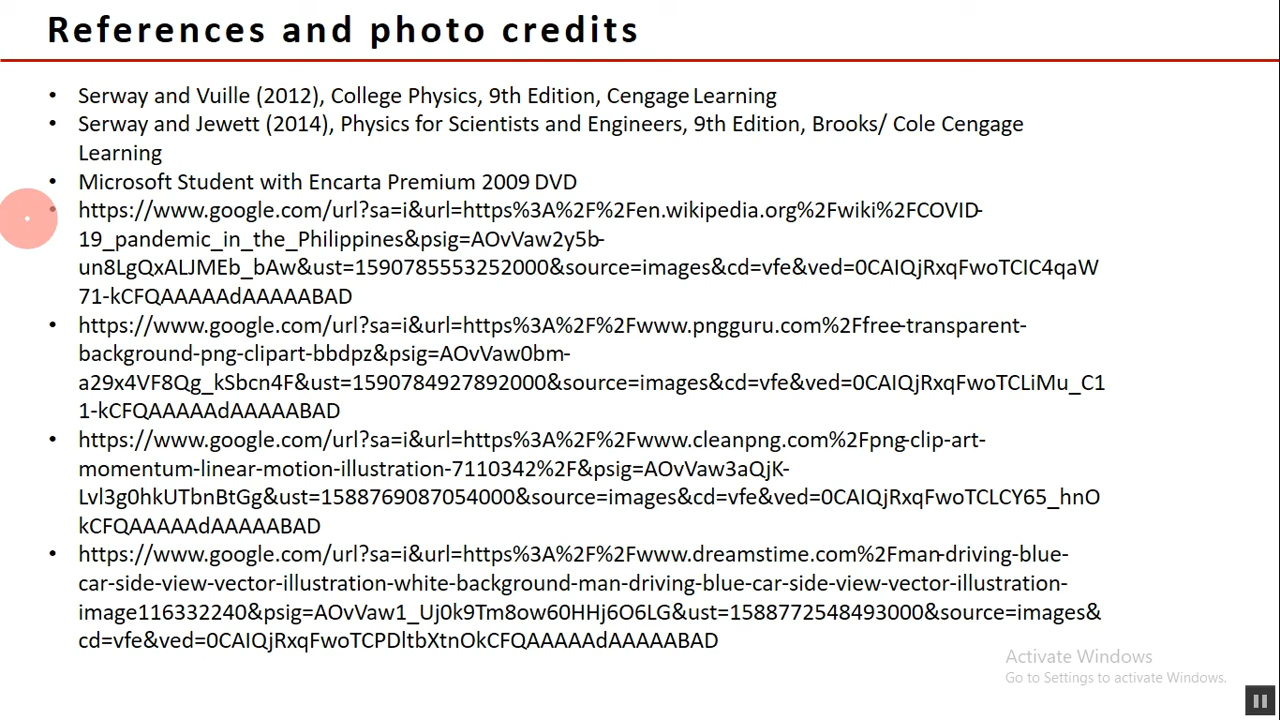 References and photo credits
• Serway and Vuille (2012), College Physics, 9th Edition, Cengage Learning
• Serway and Jewett (2014), Physics for Scientists and Engineers, 9th Edition, Brooks/ Cole Cengage
Learning
• Microsoft Student with Encarta Premium 2009 DVD
• https://www.google.com/url?sa=i&url=https%3A%2F%2Fen.wikipedia.org%2Fwiki%2FCOVID-
19_pandemic_in_the_Philippines&psig=AOvVaw2y5b-
un8LgQxALJMEb_bAw&ust=1590785553252000&source=images&cd=vfe&ved=0CAIQjRxqFwoTCIC4qaW
71-kCFQAAAAAdAAAAABAD
• https://www.google.com/url?sa=i&url=https%3A%2F%2Fwww.pngguru.com%2Ffree-transparent-
background-png-clipart-bbdpz&psig=AOvVaw0bm-
a29x4VF8Qg_kSbcn4F&ust=1590784927892000&source=images&cd=vfe&ved=0CAIQjRxqFwoTCLiMu_C1
1-kCFQAAAAAdAAAAABAD
• https://www.google.com/url?sa=i&url=https%3A%2F%2Fwww.cleanpng.com%2Fpng-clip-art-
momentum-linear-motion-illustration-7110342%2F&psig=AOvVaw3aQjK-
Lvl3g0hkUTbnBtGg&ust=1588769087054000&source=images&cd=vfe&ved=0CAIQjRxqFwoTCLCY65_hnO
kCFQAAAAAdAAAAABAD
• https://www.google.com/url?sa=i&url=https%3A%2F%2Fwww.dreamstime.com%2Fman-driving-blue-
car-side-view-vector-illustration-white-background-man-driving-blue-car-side-view-vector-illustration-
image116332240&psig=AOvVaw1_Uj0k9Tm8ow60HHj6O6LG&ust=1588772548493000&source=images&
cd=vfe&ved=0CAIQjRxqFwoTCPDltbXtnOkCFQAAAAAdAAAAABAD
Activate Windows
Go to Settings to activate Windows.